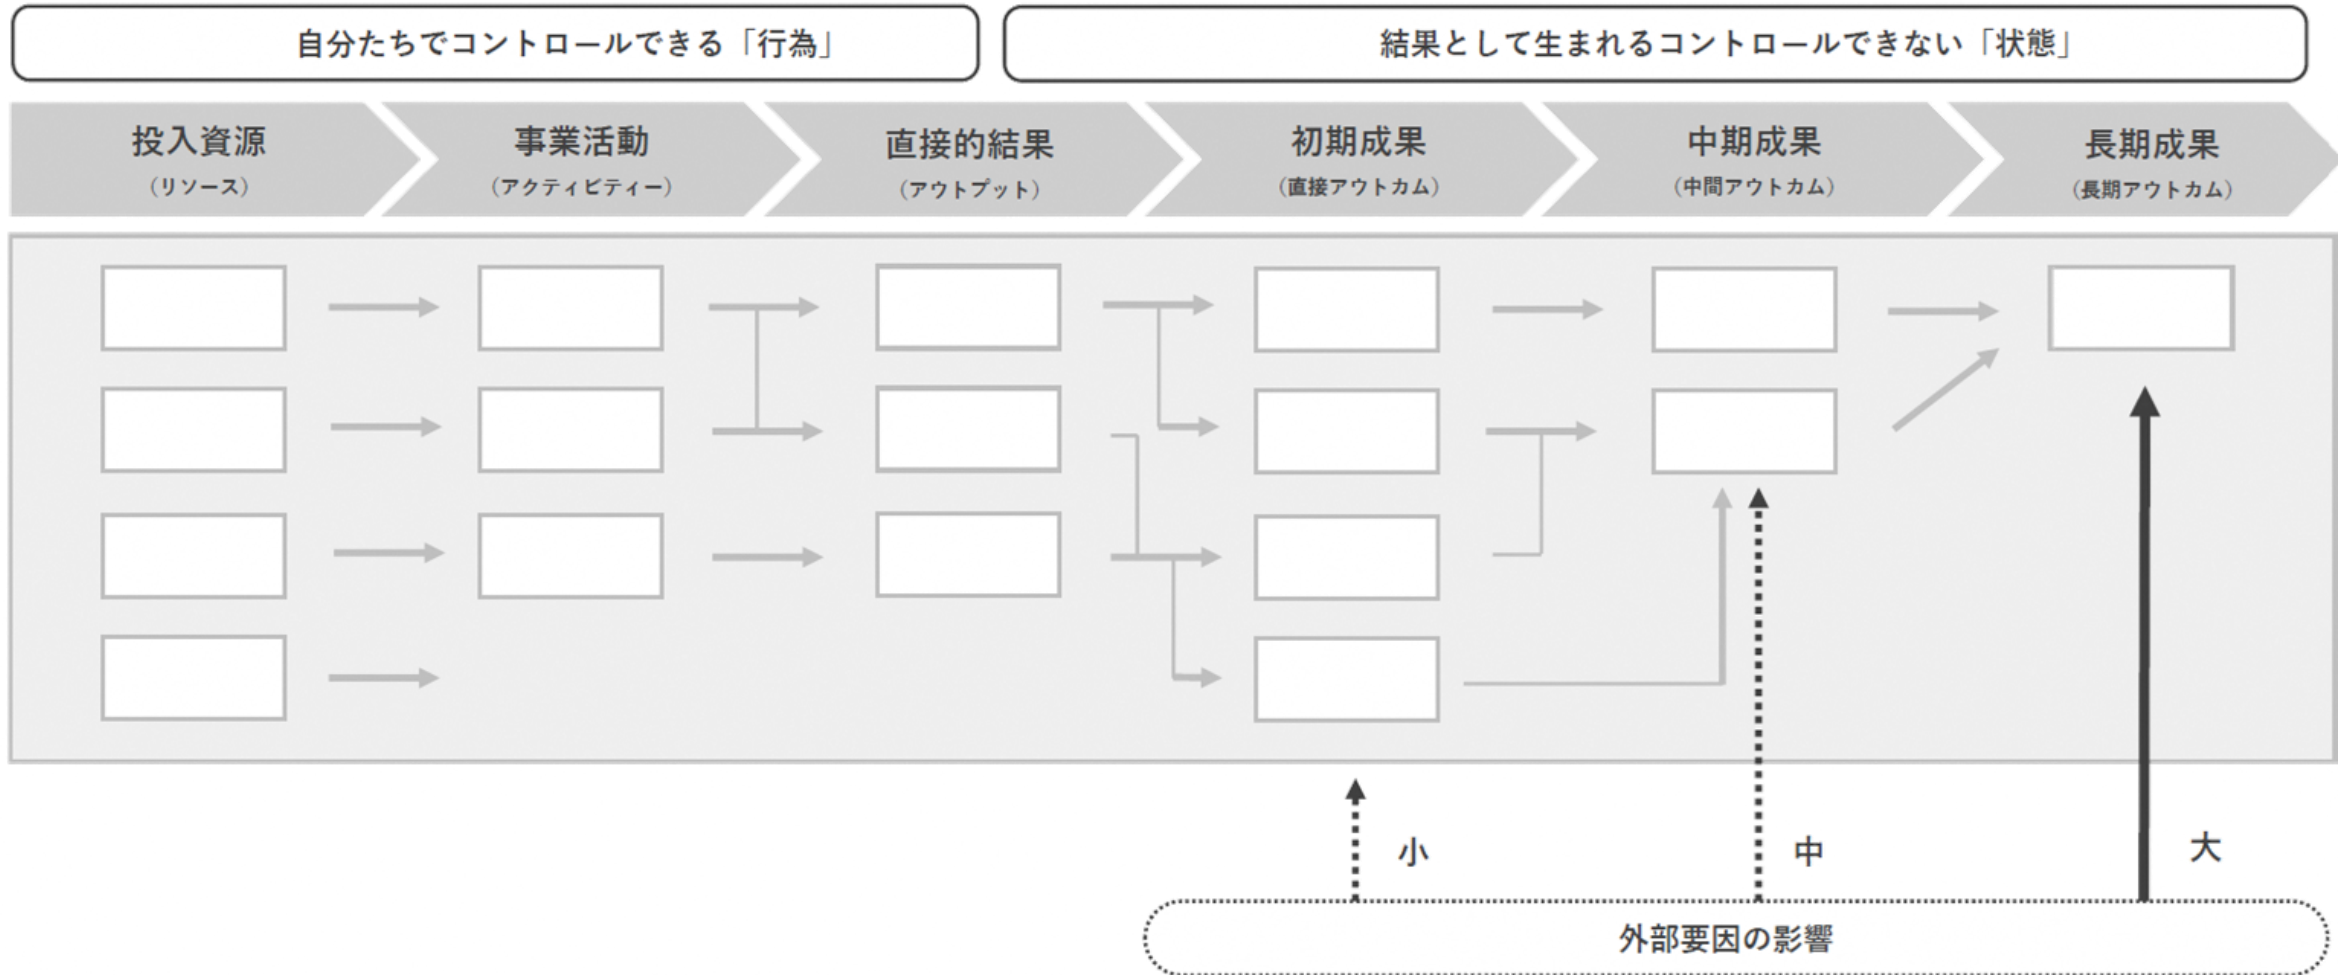 自分たちでコントロールできる「行為」
結果として生まれるコントロールできない「状態」
投入資源
（リソース）
事業活動
（アクティビティー）
直接的結果
（アウトプット）
初期成果
（直接アウトカム）
中期成果
（中間アウトカム）
長期成果
（長期アウトカム）
小
中
大
外部要因の影響